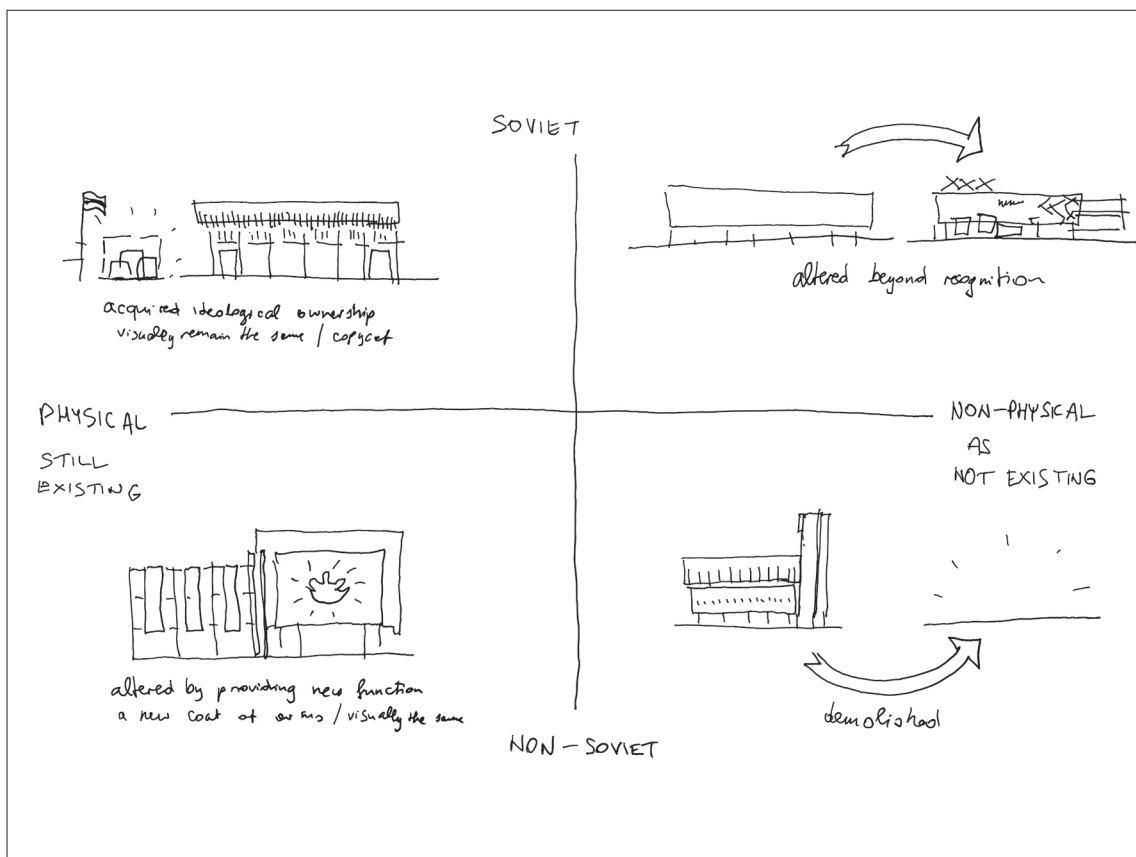 SOVIET
XXX
altered beyond recognition
acquired ideological ownership
visually remain the same / copycat
PHYSICAL
STILL
EXISTING
NON-PHYSICAL
AS
NOT EXISTING
altered by providing new function
a new coat of arms / visually the same
demolished
NON-SOVIET